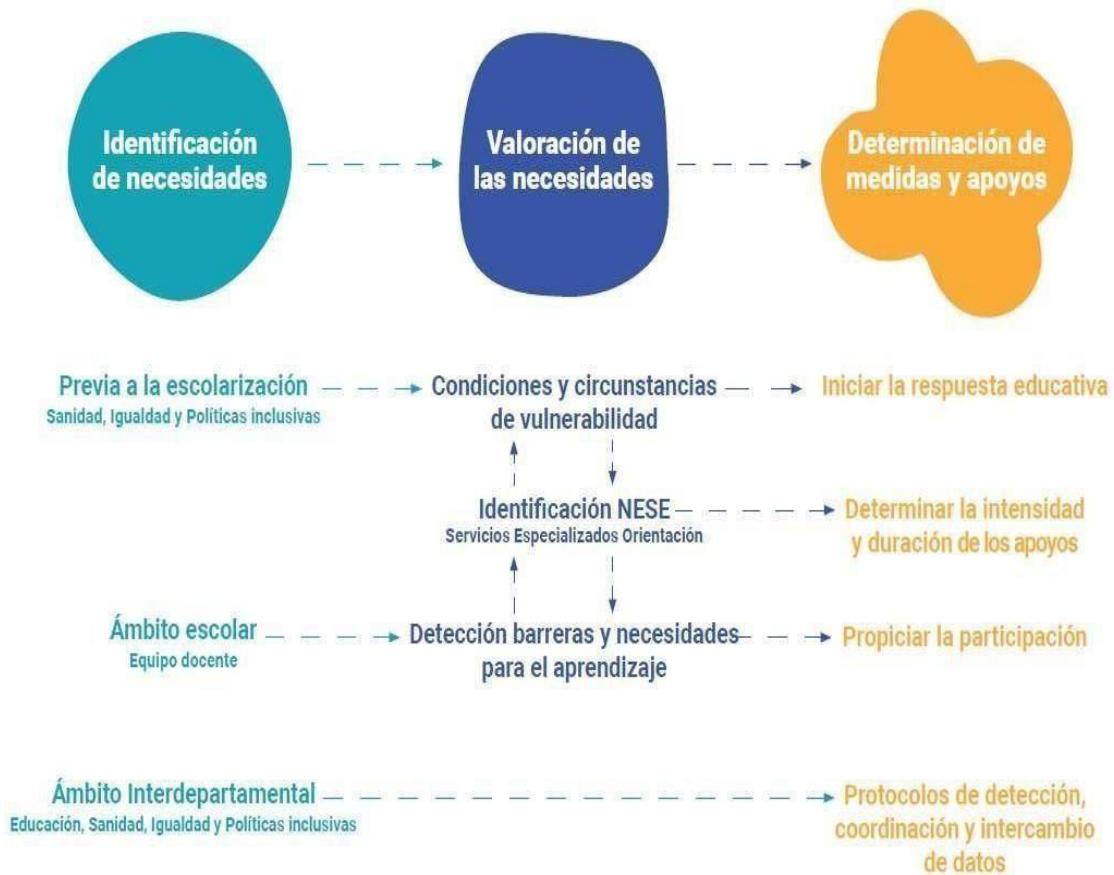 Identificación
de necesidades
Valoración de
las necesidades
Determinación de
medidas y apoyos
Previa a la escolarización
Sanidad, Igualdad y Políticas inclusivas
Condiciones y circunstancias
de vulnerabilidad
Iniciar la respuesta educativa
Identificación NESE
Servicios Especializados Orientación
Determinar la intensidad
y duración de los apoyos
Ámbito escolar
Equipo docente
Detección barreras y necesidades
para el aprendizaje
Propiciar la participación
Ámbito Interdepartamental
Educación, Sanidad, Igualdad y Políticas inclusivas
Protocolos de detección,
coordinación y intercambio
de datos